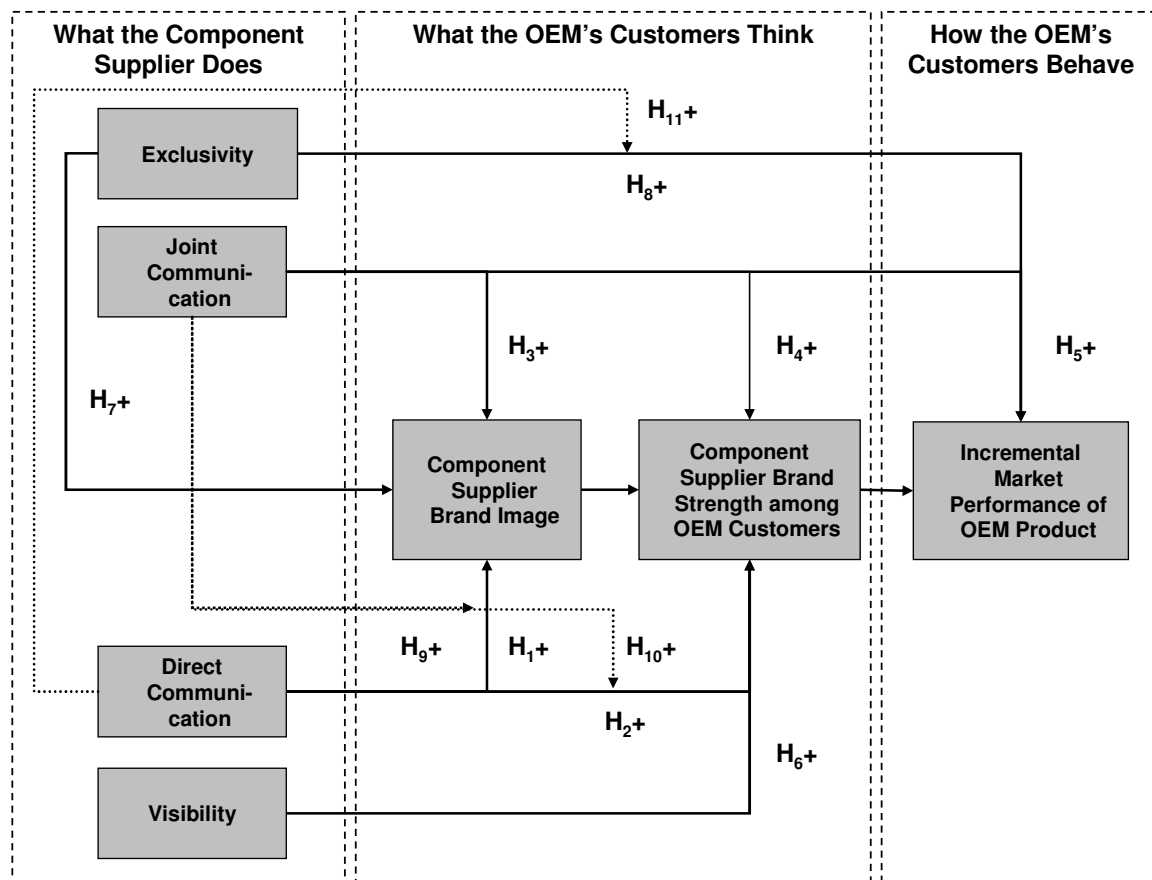 What the Component
Supplier Does
What the OEM’s Customers Think
How the OEM’s
Customers Behave
H11+
Exclusivity
H8+
Joint
Communi-
cation
H3+
H4+
H5+
H7+
Component
Supplier
Brand Image
Component
Supplier Brand
Strength among
OEM Customers
Incremental
Market
Performance of
OEM Product
H9+
H1+
H10+
Direct
Communi-
cation
H2+
H6+
Visibility